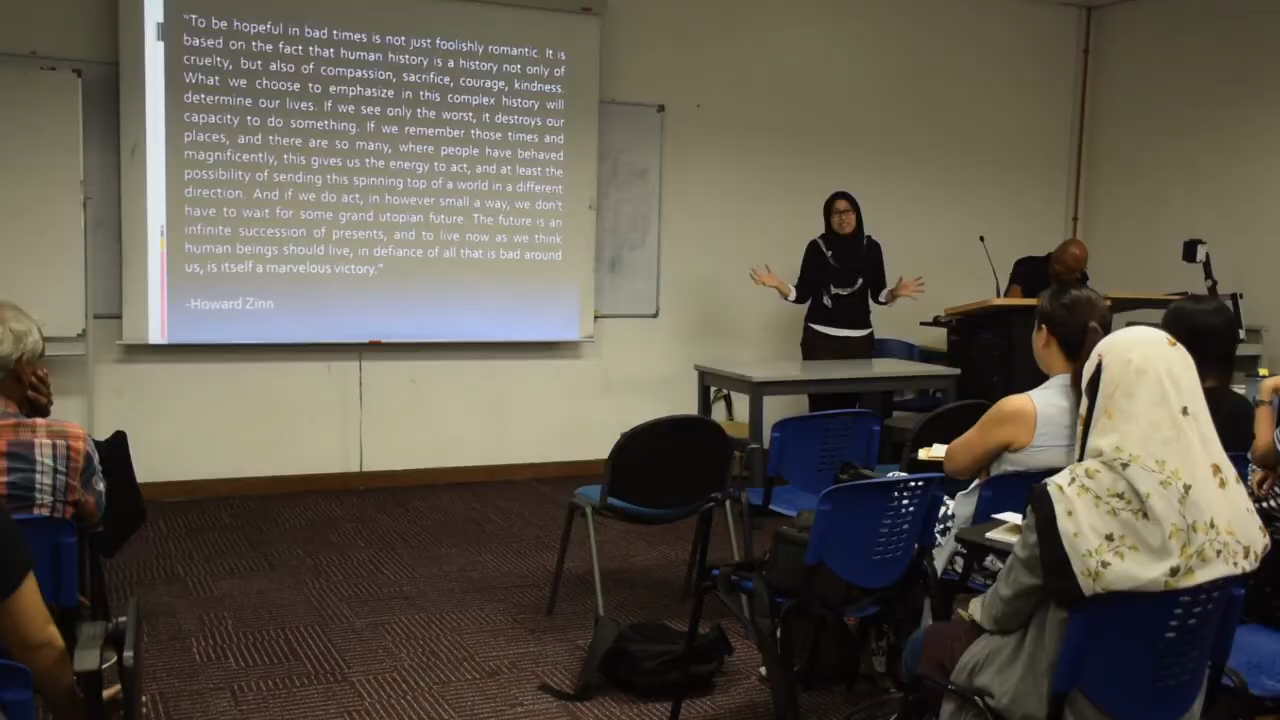 “To be hopeful in bad times is not just foolishly romantic. It is
based on the fact that human history is a history not only of
cruelty, but also of compassion, sacrifice, courage, kindness.
What we choose to emphasize in this complex history will
determine our lives. If we see only the worst, it destroys our
capacity to do something. If we remember those times and
places, and there are so many, where people have behaved
magnificently, this gives us the energy to act, and at least the
possibility of sending this spinning top of a world in a different
direction. And if we do act, in however small a way, we don’t
have to wait for some grand utopian future. The future is an
infinite succession of presents, and to live now as we think
human beings should live, in defiance of all that is bad around
us, is itself a marvelous victory.”
-Howard Zinn